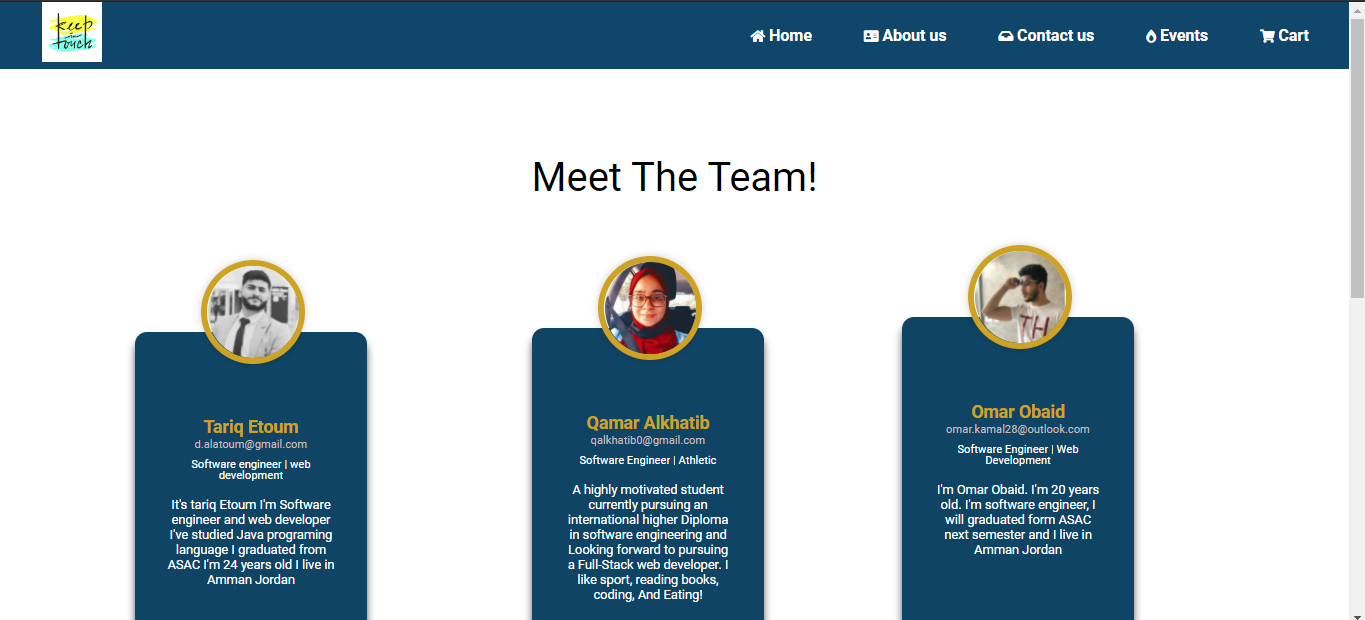 keep
in
touch
Home
About us
Contact us
Events
Cart
Meet The Team!
Tariq Etoum
d.alatoum@gmail.com
Software engineer | web
development
It's tariq Etoum I'm Software
engineer and web developer
I've studied Java programing
language I graduated from
ASAC I'm 24 years old I live in
Amman Jordan
Qamar Alkhatib
qalkhatib0@gmail.com
Software Engineer | Athletic
A highly motivated student
currently pursuing an
international higher Diploma
in software engineering and
Looking forward to pursuing
a Full-Stack web developer. I
like sport, reading books,
coding, And Eating!
Omar Obaid
omar.kamal28@outlook.com
Software Engineer | Web
Development
I'm Omar Obaid. I'm 20 years
old. I'm software engineer, I
will graduated form ASAC
next semester and I live in
Amman Jordan
TH